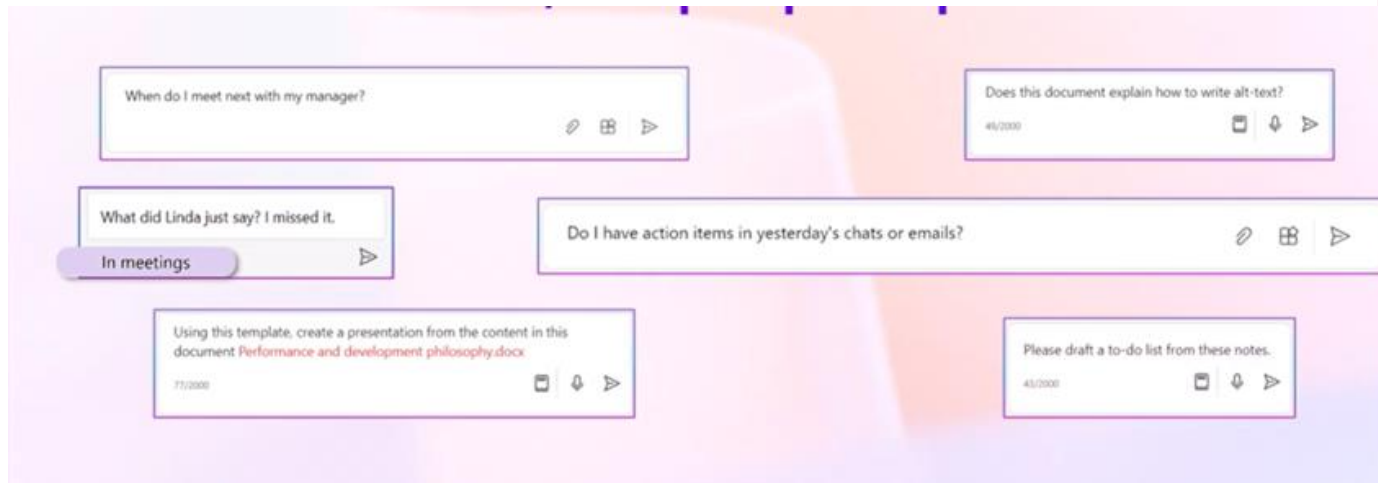 When do I meet next with my manager?
Does this document explain how to write alt-text?
49/2000
What did Linda just say? I missed it.
In meetings
Do I have action items in yesterday's chats or emails?
Using this template, create a presentation from the content in this
document Performance and development philosophy.docx
77/2000
Please draft a to-do list from these notes.
43/2000